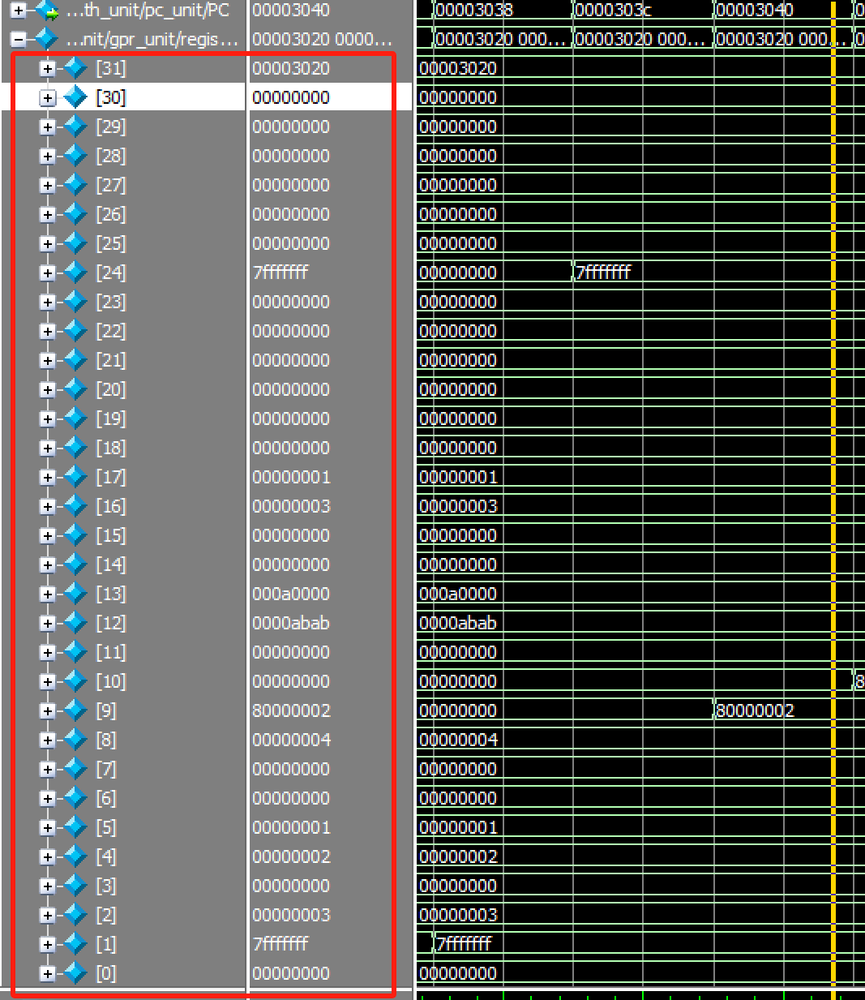 ...th_unit/pc_unit/PC 00003040 00003038 0000303c 00003040 0
...nit/gpr_unit/regis... 00003020 0000... 00003020 000... 00003020 000... 00003020 000... 0
[31] 00003020 00003020
[30] 00000000 00000000
[29] 00000000 00000000
[28] 00000000 00000000
[27] 00000000 00000000
[26] 00000000 00000000
[25] 00000000 00000000
[24] 7fffffff 00000000 7fffffff
[23] 00000000 00000000
[22] 00000000 00000000
[21] 00000000 00000000
[20] 00000000 00000000
[19] 00000000 00000000
[18] 00000000 00000000
[17] 00000001 00000001
[16] 00000003 00000003
[15] 00000000 00000000
[14] 00000000 00000000
[13] 000a0000 000a0000
[12] 0000abab 0000abab
[11] 00000000 00000000
[10] 00000000 00000000 8
[9] 80000002 00000000 80000002
[8] 00000004 00000004
[7] 00000000 00000000
[6] 00000000 00000000
[5] 00000001 00000001
[4] 00000002 00000002
[3] 00000000 00000000
[2] 00000003 00000003
[1] 7fffffff 7fffffff
[0] 00000000 00000000